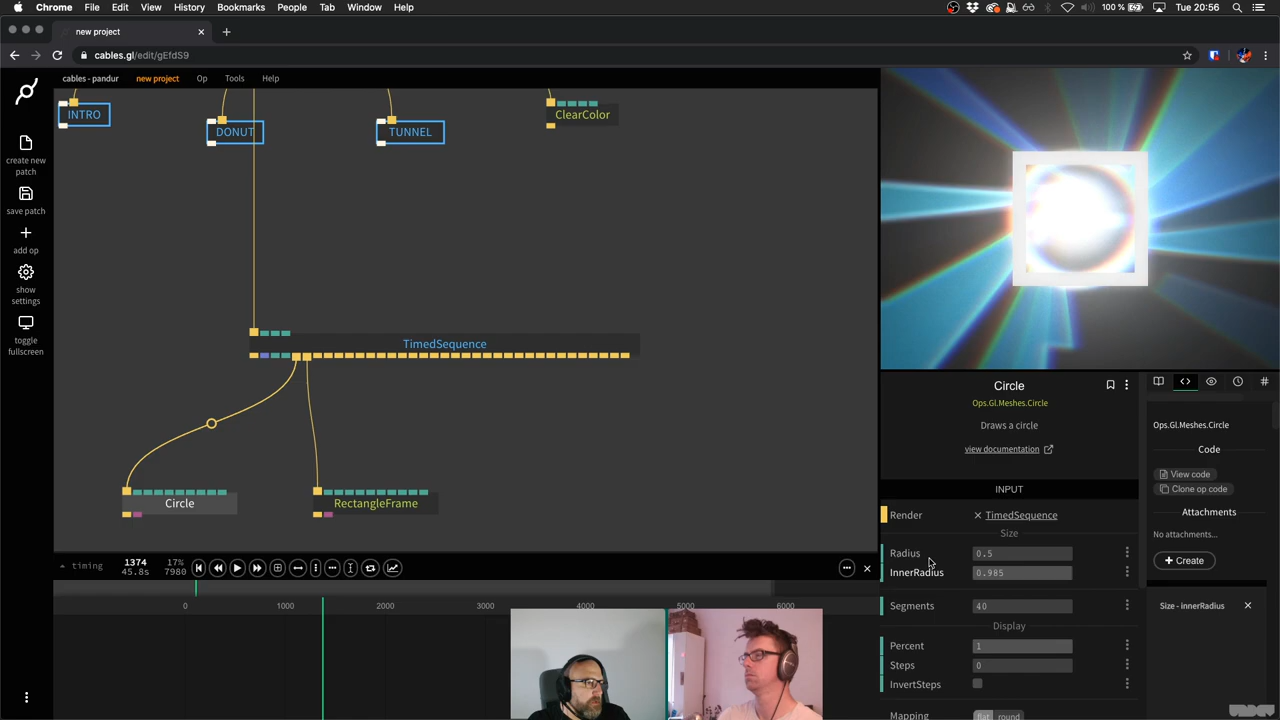 Chrome File Edit View History Bookmarks People Tab Window Help 100 % Tue 20:56
new project
cables.gl/edit/gEfdS9
cables - pandur new project Op Tools Help
create new patch
save patch
add op
show settings
toggle fullscreen
INTRO
DONUT
TUNNEL
ClearColor
TimedSequence
Circle
RectangleFrame
timing 1374 45.8s 17% 7980
0 1000 2000 3000 4000 5000 6000
Circle
Ops.Gl.Meshes.Circle
Draws a circle
view documentation
INPUT
Render × TimedSequence
Size
Radius 0.5
InnerRadius 0.985
Segments 40
Display
Percent 1
Steps 0
InvertSteps
Mapping flat round
Ops.Gl.Meshes.Circle
Code
View code
Clone op code
Attachments
No attachments...
+ Create
Size - innerRadius ×